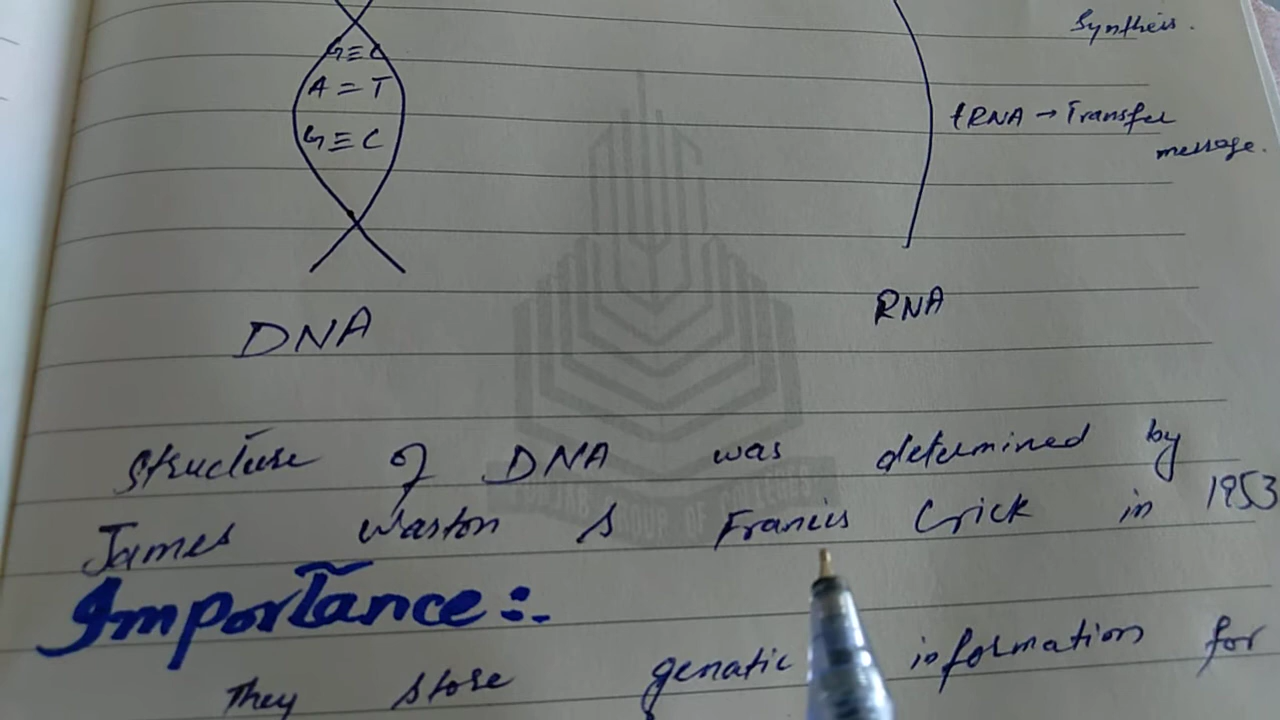 Synthesis.
G≡C
A=T
G≡C
tRNA → Transfer
message.
DNA
RNA
Structure of DNA was determined by
James Waston & Francis Crick in 1953
Importance:-
They store genatic information for